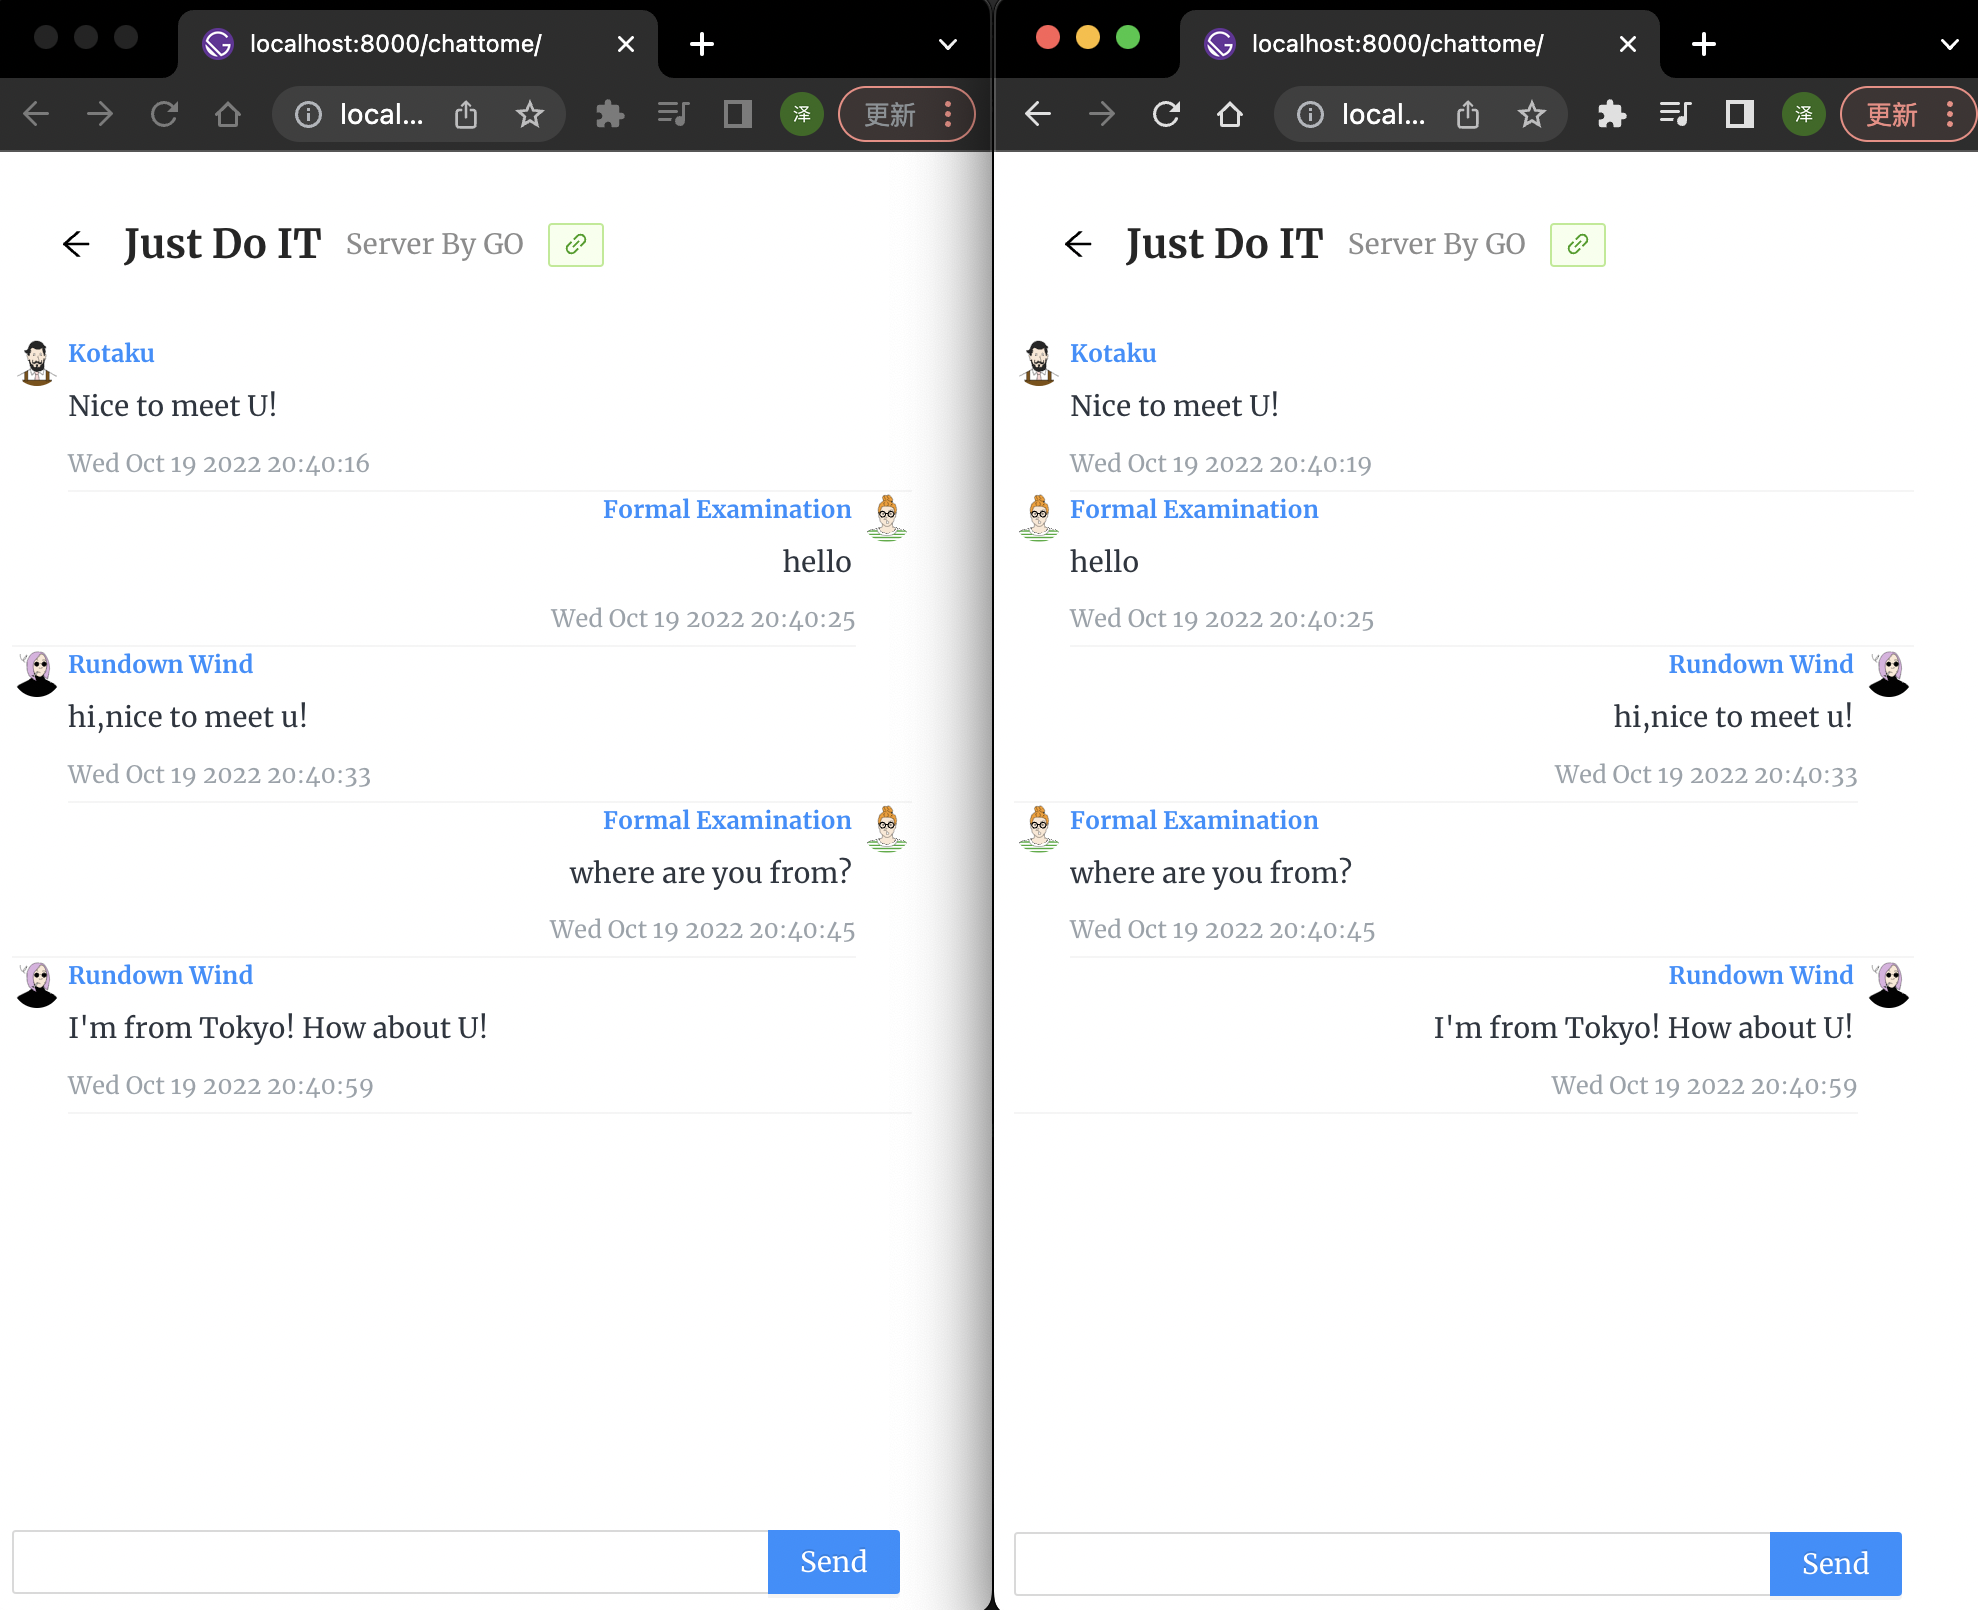 localhost:8000/chattome/
local...
泽
更新
Just Do IT Server By GO
Kotaku
Nice to meet U!
Wed Oct 19 2022 20:40:16
Formal Examination
hello
Wed Oct 19 2022 20:40:25
Rundown Wind
hi,nice to meet u!
Wed Oct 19 2022 20:40:33
Formal Examination
where are you from?
Wed Oct 19 2022 20:40:45
Rundown Wind
I'm from Tokyo! How about U!
Wed Oct 19 2022 20:40:59
Send
localhost:8000/chattome/
local...
泽
更新
Just Do IT Server By GO
Kotaku
Nice to meet U!
Wed Oct 19 2022 20:40:19
Formal Examination
hello
Wed Oct 19 2022 20:40:25
Rundown Wind
hi,nice to meet u!
Wed Oct 19 2022 20:40:33
Formal Examination
where are you from?
Wed Oct 19 2022 20:40:45
Rundown Wind
I'm from Tokyo! How about U!
Wed Oct 19 2022 20:40:59
Send